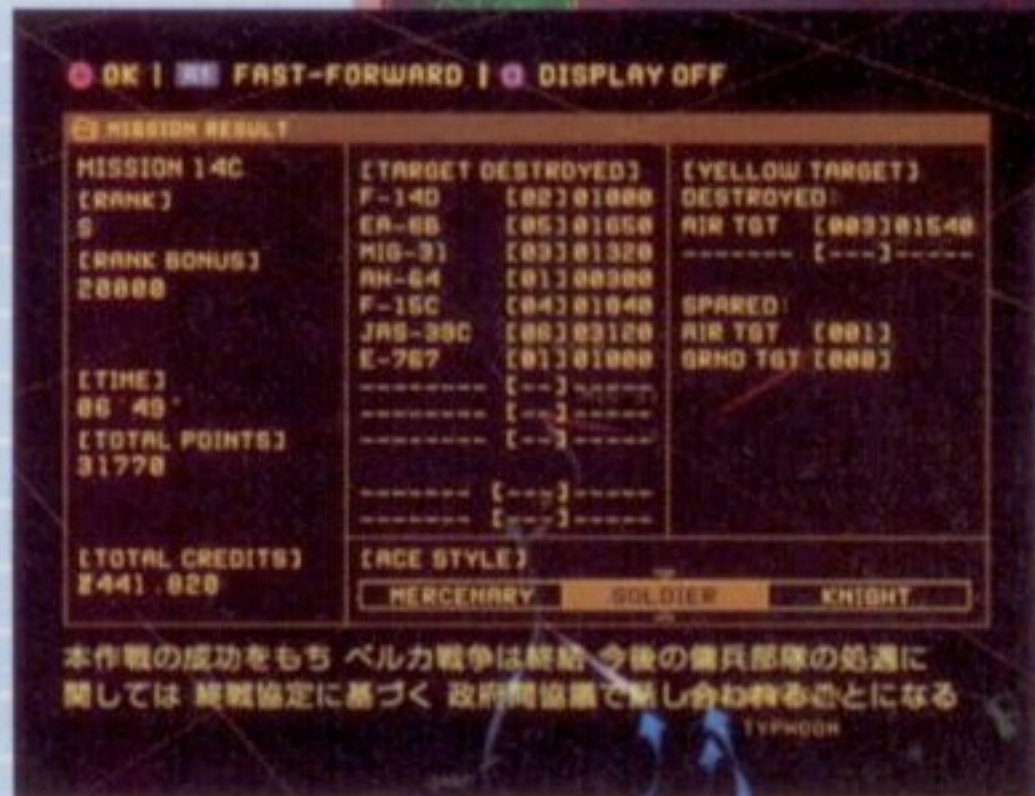 OK | R1 FAST-FORWARD | DISPLAY OFF
MISSION RESULT
MISSION 14C
[RANK]
S
[RANK BONUS]
20000
[TIME]
06'49"
[TOTAL POINTS]
31770
[TOTAL CREDITS]
Z441.820
[TARGET DESTROYED]
F-14D [02]01000
EA-6B [05]01650
MIG-31 [03]01320
AH-64 [01]00300
F-15C [04]01840
JAS-39C [06]03120
E-767 [01]01000
-------- [--]-----
-------- [--]-----
-------- [--]-----
------- [---]-----
------- [---]-----
[YELLOW TARGET]
DESTROYED:
AIR TGT [003]01540
------- [---]-----
SPARED:
AIR TGT [001]
GRND TGT [000]
[ACE STYLE]
MERCENARY SOLDIER KNIGHT
本作戦の成功をもち ベルカ戦争は終結 今後の傭兵部隊の処遇に
関しては 終戦協定に基づく 政府間協議で話し合われることになる
TYPHOON